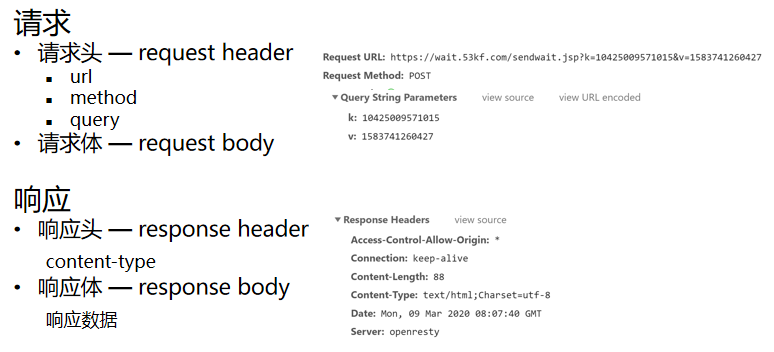 请求
• 请求头 — request header
▪ url
▪ method
▪ query
• 请求体 — request body
Request URL: https://wait.53kf.com/sendwait.jsp?k=10425009571015&v=1583741260427
Request Method: POST
▼ Query String Parameters view source view URL encoded
k: 10425009571015
v: 1583741260427
响应
• 响应头 — response header
content-type
• 响应体 — response body
响应数据
▼ Response Headers view source
Access-Control-Allow-Origin: *
Connection: keep-alive
Content-Length: 88
Content-Type: text/html;Charset=utf-8
Date: Mon, 09 Mar 2020 08:07:40 GMT
Server: openresty